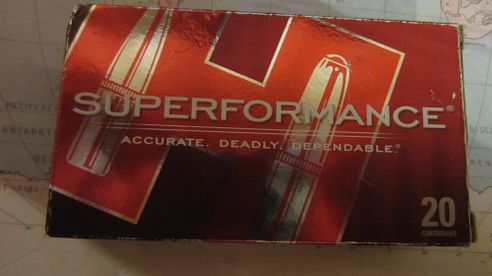 SUPERFORMANCE®
ACCURATE. DEADLY. DEPENDABLE.®
20
CARTRIDGES